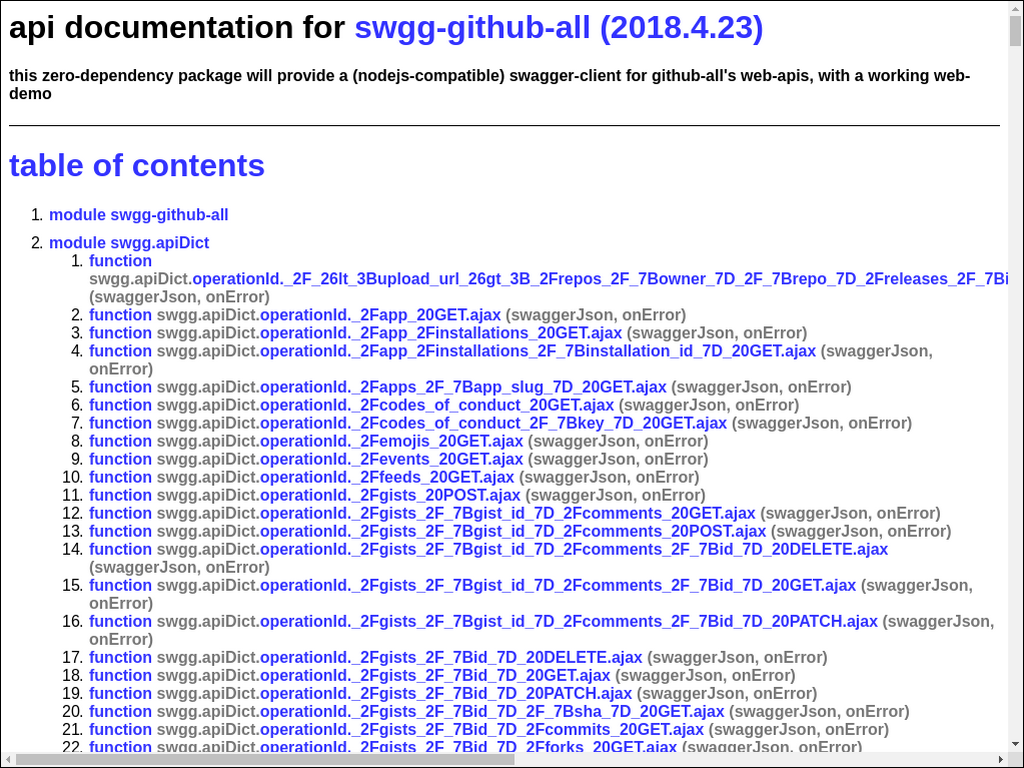 api documentation for swgg-github-all (2018.4.23)
this zero-dependency package will provide a (nodejs-compatible) swagger-client for github-all's web-apis, with a working web-
demo
table of contents
1. module swgg-github-all
2. module swgg.apiDict
1. function
swgg.apiDict.operationId._2F_26lt_3Bupload_url_26gt_3B_2Frepos_2F_7Bowner_7D_2F_7Brepo_7D_2Freleases_2F_7Bi
(swaggerJson, onError)
2. function swgg.apiDict.operationId._2Fapp_20GET.ajax (swaggerJson, onError)
3. function swgg.apiDict.operationId._2Fapp_2Finstallations_20GET.ajax (swaggerJson, onError)
4. function swgg.apiDict.operationId._2Fapp_2Finstallations_2F_7Binstallation_id_7D_20GET.ajax (swaggerJson,
onError)
5. function swgg.apiDict.operationId._2Fapps_2F_7Bapp_slug_7D_20GET.ajax (swaggerJson, onError)
6. function swgg.apiDict.operationId._2Fcodes_of_conduct_20GET.ajax (swaggerJson, onError)
7. function swgg.apiDict.operationId._2Fcodes_of_conduct_2F_7Bkey_7D_20GET.ajax (swaggerJson, onError)
8. function swgg.apiDict.operationId._2Femojis_20GET.ajax (swaggerJson, onError)
9. function swgg.apiDict.operationId._2Fevents_20GET.ajax (swaggerJson, onError)
10. function swgg.apiDict.operationId._2Ffeeds_20GET.ajax (swaggerJson, onError)
11. function swgg.apiDict.operationId._2Fgists_20POST.ajax (swaggerJson, onError)
12. function swgg.apiDict.operationId._2Fgists_2F_7Bgist_id_7D_2Fcomments_20GET.ajax (swaggerJson, onError)
13. function swgg.apiDict.operationId._2Fgists_2F_7Bgist_id_7D_2Fcomments_20POST.ajax (swaggerJson, onError)
14. function swgg.apiDict.operationId._2Fgists_2F_7Bgist_id_7D_2Fcomments_2F_7Bid_7D_20DELETE.ajax
(swaggerJson, onError)
15. function swgg.apiDict.operationId._2Fgists_2F_7Bgist_id_7D_2Fcomments_2F_7Bid_7D_20GET.ajax (swaggerJson,
onError)
16. function swgg.apiDict.operationId._2Fgists_2F_7Bgist_id_7D_2Fcomments_2F_7Bid_7D_20PATCH.ajax (swaggerJson,
onError)
17. function swgg.apiDict.operationId._2Fgists_2F_7Bid_7D_20DELETE.ajax (swaggerJson, onError)
18. function swgg.apiDict.operationId._2Fgists_2F_7Bid_7D_20GET.ajax (swaggerJson, onError)
19. function swgg.apiDict.operationId._2Fgists_2F_7Bid_7D_20PATCH.ajax (swaggerJson, onError)
20. function swgg.apiDict.operationId._2Fgists_2F_7Bid_7D_2F_7Bsha_7D_20GET.ajax (swaggerJson, onError)
21. function swgg.apiDict.operationId._2Fgists_2F_7Bid_7D_2Fcommits_20GET.ajax (swaggerJson, onError)
22. function swgg.apiDict.operationId._2Fgists_2F_7Bid_7D_2Fforks_20GET.ajax (swaggerJson, onError)